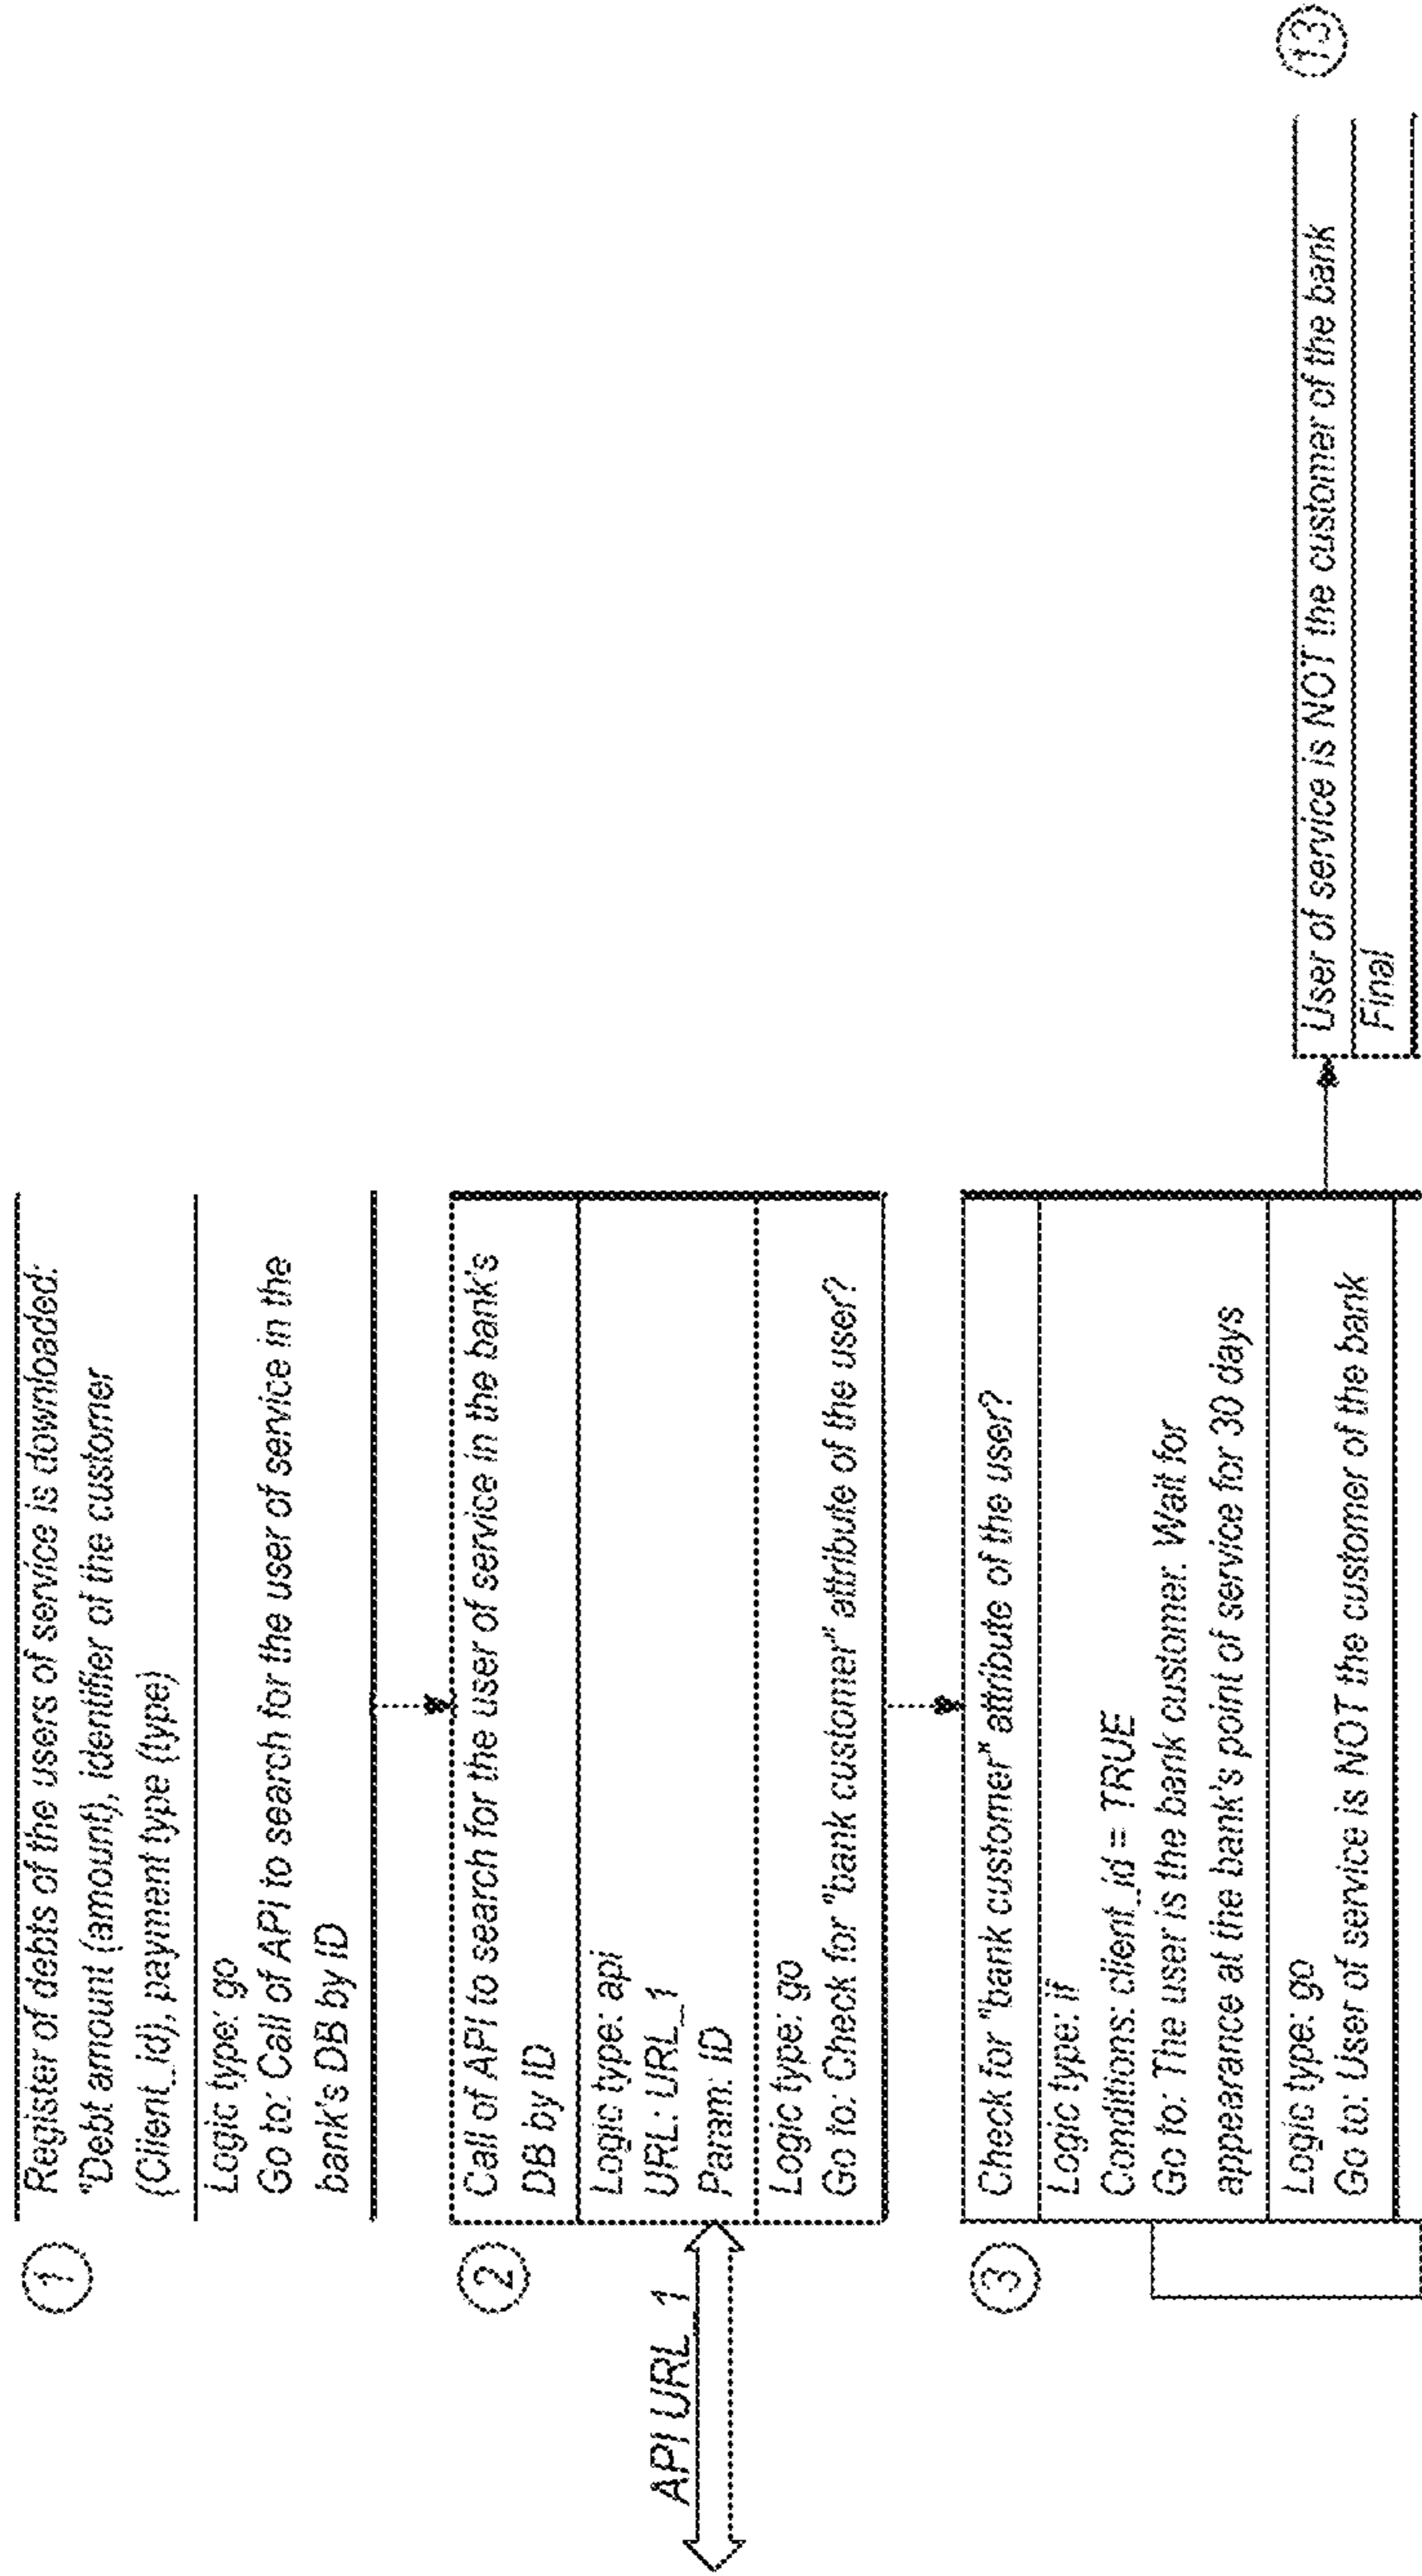 1
Register of debts of the users of service is downloaded:
"Debt amount (amount), identifier of the customer
(Client_id), payment type (type)
Logic type: go
Go to: Call of API to search for the user of service in the
bank's DB by ID
2
Call of API to search for the user of service in the bank's
DB by ID
API URL_1
Logic type: api
URL: URL_1
Param: ID
Logic type: go
Go to: Check for "bank customer" attribute of the user?
3
Check for "bank customer" attribute of the user?
Logic type: if
Conditions: client_id = TRUE
Go to: The user is the bank customer. Wait for
appearance at the bank's point of service for 30 days
Logic type: go
Go to: User of service is NOT the customer of the bank
13
User of service is NOT the customer of the bank
Final